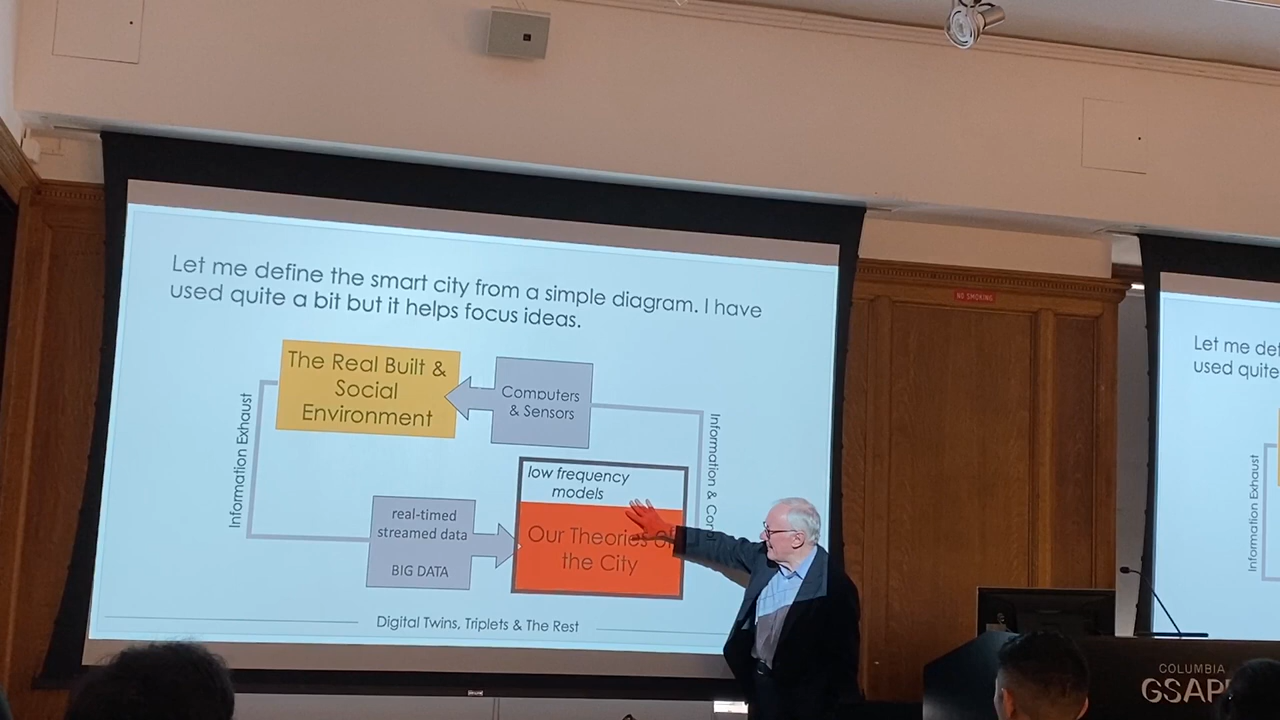 Let me define the smart city from a simple diagram. I have
used quite a bit but it helps focus ideas.
The Real Built &
Social
Environment
Computers
& Sensors
Information Exhaust
Information &
low frequency
models
real-timed
streamed data
BIG DATA
Our Theories of
the City
Digital Twins, Triplets & The Rest
NO SMOKING
Let me
used quite
Information Exhaust
COLUMBIA